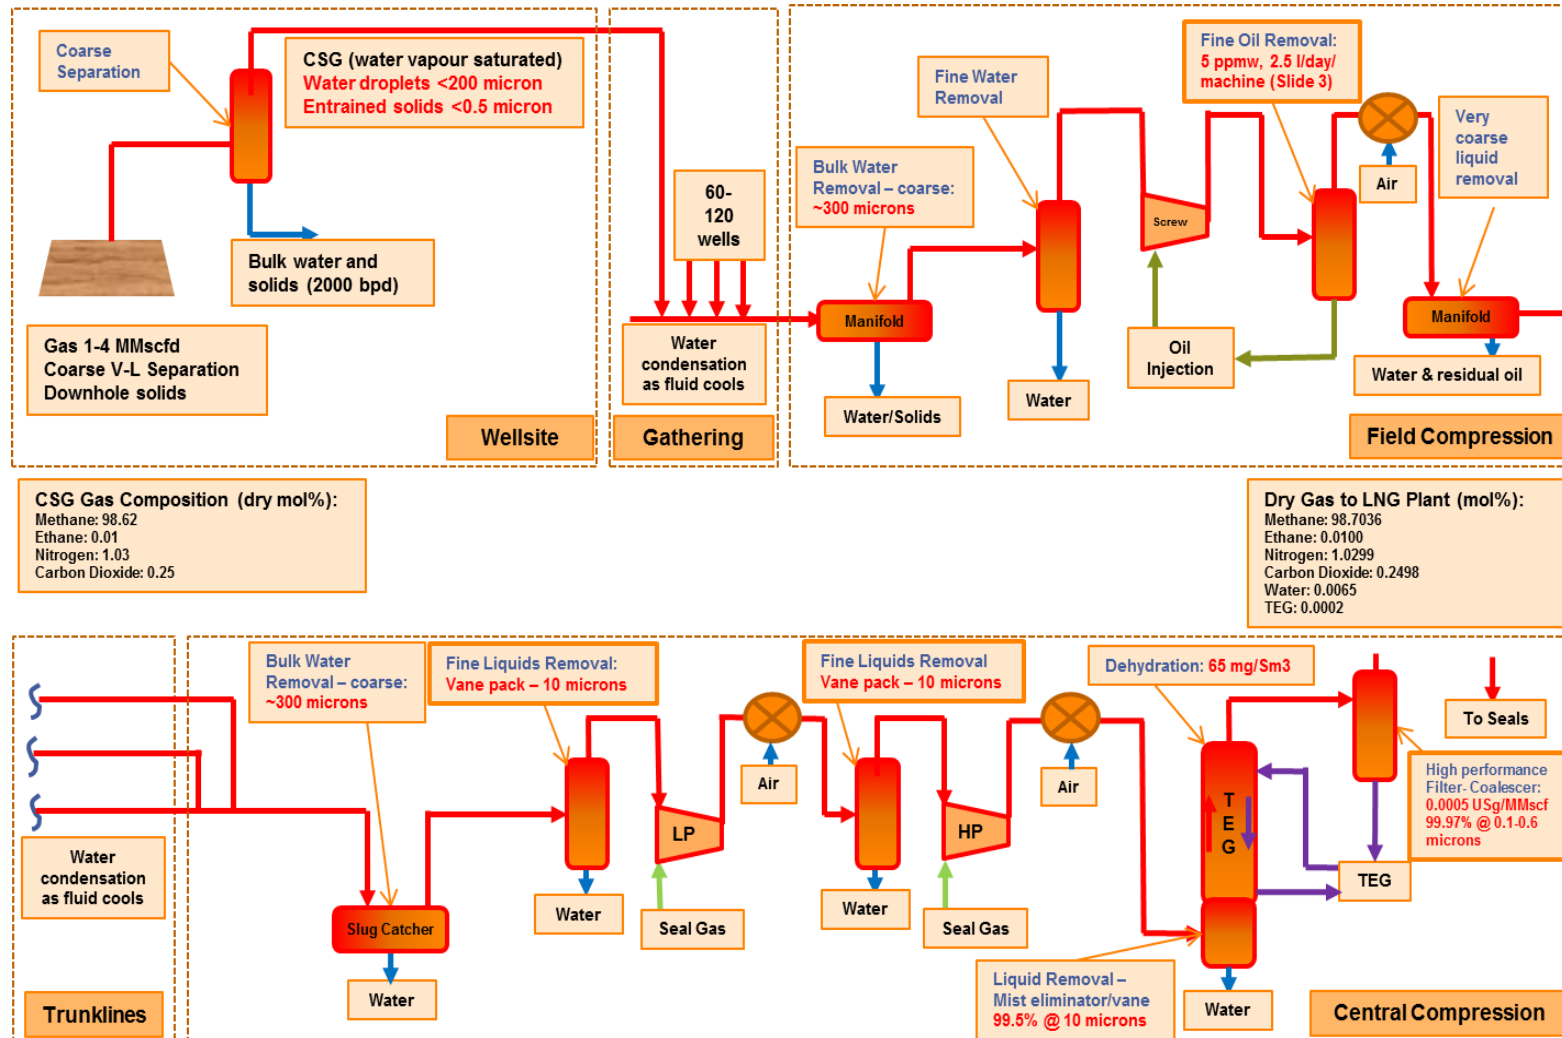 Coarse
Separation
CSG (water vapour saturated)
Water droplets <200 micron
Entrained solids <0.5 micron
Bulk water and
solids (2000 bpd)
Gas 1-4 MMscfd
Coarse V-L Separation
Downhole solids
Wellsite
60-
120
wells
Water
condensation
as fluid cools
Gathering
Bulk Water
Removal – coarse:
~300 microns
Manifold
Water/Solids
Fine Water
Removal
Water
Screw
Oil
Injection
Fine Oil Removal:
5 ppmw, 2.5 l/day/
machine (Slide 3)
Air
Very
coarse
liquid
removal
Manifold
Water & residual oil
Field Compression
CSG Gas Composition (dry mol%):
Methane: 98.62
Ethane: 0.01
Nitrogen: 1.03
Carbon Dioxide: 0.25
Dry Gas to LNG Plant (mol%):
Methane: 98.7036
Ethane: 0.0100
Nitrogen: 1.0299
Carbon Dioxide: 0.2498
Water: 0.0065
TEG: 0.0002
Water
condensation
as fluid cools
Trunklines
Bulk Water
Removal – coarse:
~300 microns
Slug Catcher
Water
Fine Liquids Removal:
Vane pack – 10 microns
Water
LP
Seal Gas
Air
Fine Liquids Removal
Vane pack – 10 microns
Water
HP
Seal Gas
Air
Liquid Removal –
Mist eliminator/vane
99.5% @ 10 microns
Dehydration: 65 mg/Sm3
T
E
G
Water
TEG
To Seals
High performance
Filter- Coalescer:
0.0005 USg/MMscf
99.97% @ 0.1-0.6
microns
Central Compression